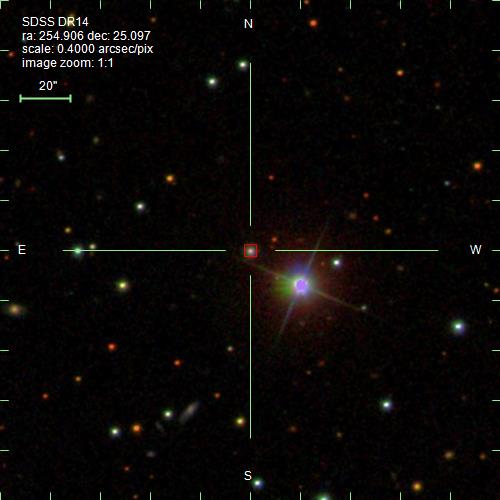 SDSS DR14
ra: 254.906 dec: 25.097
scale: 0.4000 arcsec/pix
image zoom: 1:1
20"
N
E
W
S